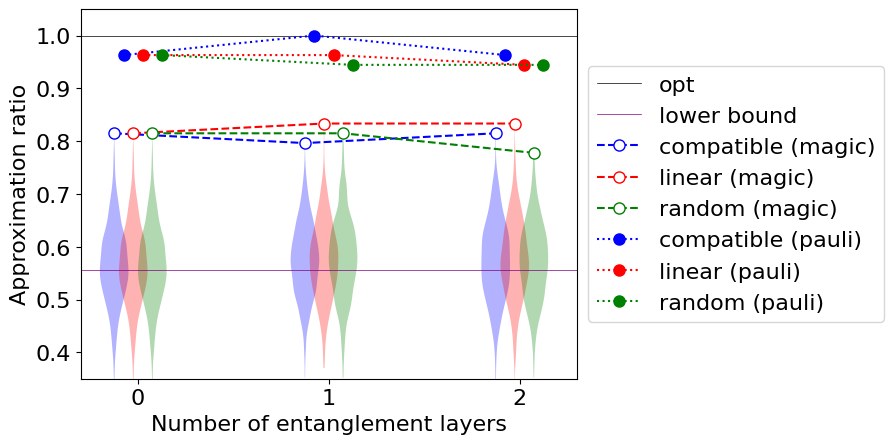 Approximation ratio
1.0
0.9
0.8
0.7
0.6
0.5
0.4
0
1
2
Number of entanglement layers
opt
lower bound
compatible (magic)
linear (magic)
random (magic)
compatible (pauli)
linear (pauli)
random (pauli)